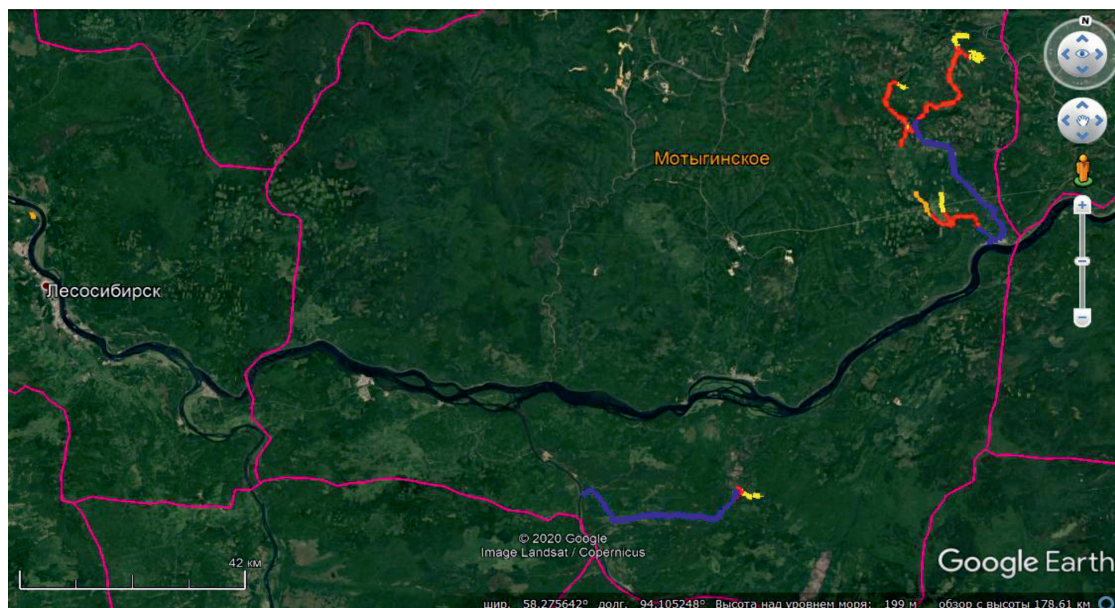 N
Мотыгинское
Лесосибирск
© 2020 Google
Image Landsat / Copernicus
42 км
Google Earth
шир. 58.275642° долг. 94.105248° Высота над уровнем моря: 199 м обзор с высоты 178.61 км